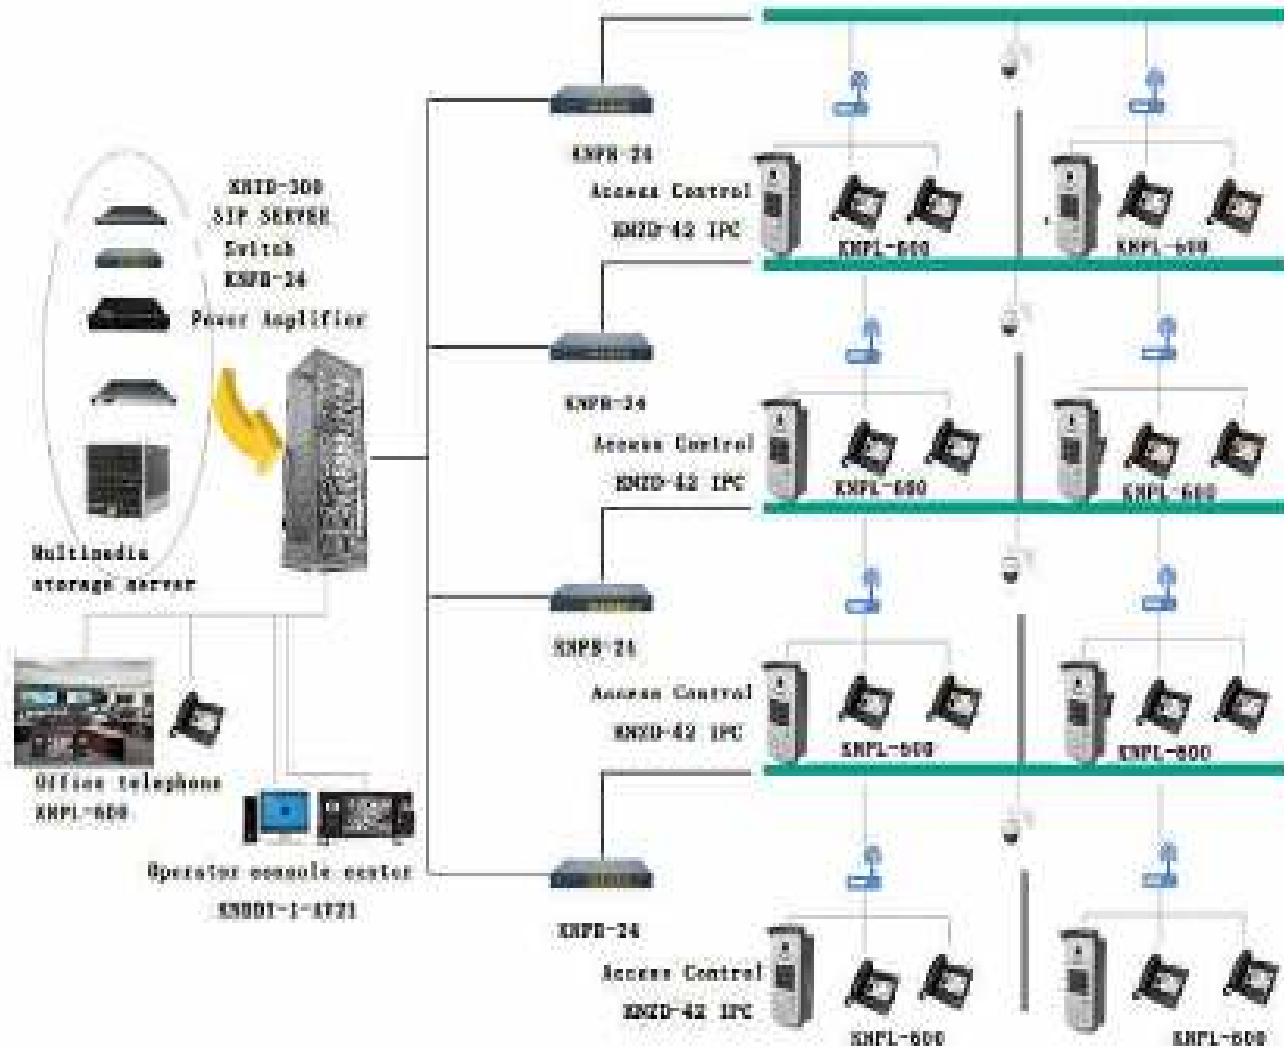 KNTD-300
SIP SERVER
Switch
KNPB-24
Power Amplifier
Multimedia
storage server
Office telephone
KNPL-600
Operator console center
KNPB-24
Access Control
KNZD-42 IPC
KNPL-600
KNPL-600
KNPB-24
Access Control
KNZD-42 IPC
KNPL-600
KNPL-600
KNPB-24
Access Control
KNZD-42 IPC
KNPL-600
KNPL-600
KNPB-24
Access Control
KNZD-42 IPC
KNPL-600
KNPL-600